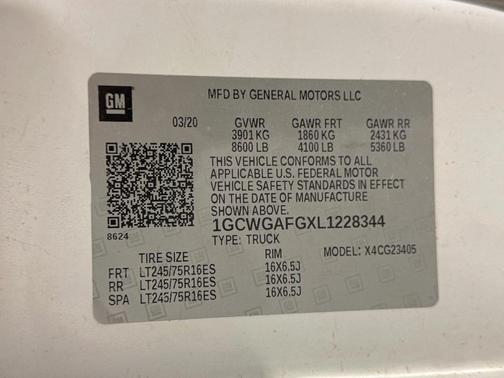 GM
MFD BY GENERAL MOTORS LLC
03/20 GVWR GAWR FRT GAWR RR
3901 KG 1860 KG 2431 KG
8600 LB 4100 LB 5360 LB
THIS VEHICLE CONFORMS TO ALL
APPLICABLE U.S. FEDERAL MOTOR
VEHICLE SAFETY STANDARDS IN EFFECT
ON THE DATE OF MANUFACTURE
SHOWN ABOVE.
1GCWGAFGXL1228344
8624
TYPE: TRUCK
MODEL: X4CG23405
TIRE SIZE RIM
FRT LT245/75R16ES 16X6.5J
RR LT245/75R16ES 16X6.5J
SPA LT245/75R16ES 16X6.5J